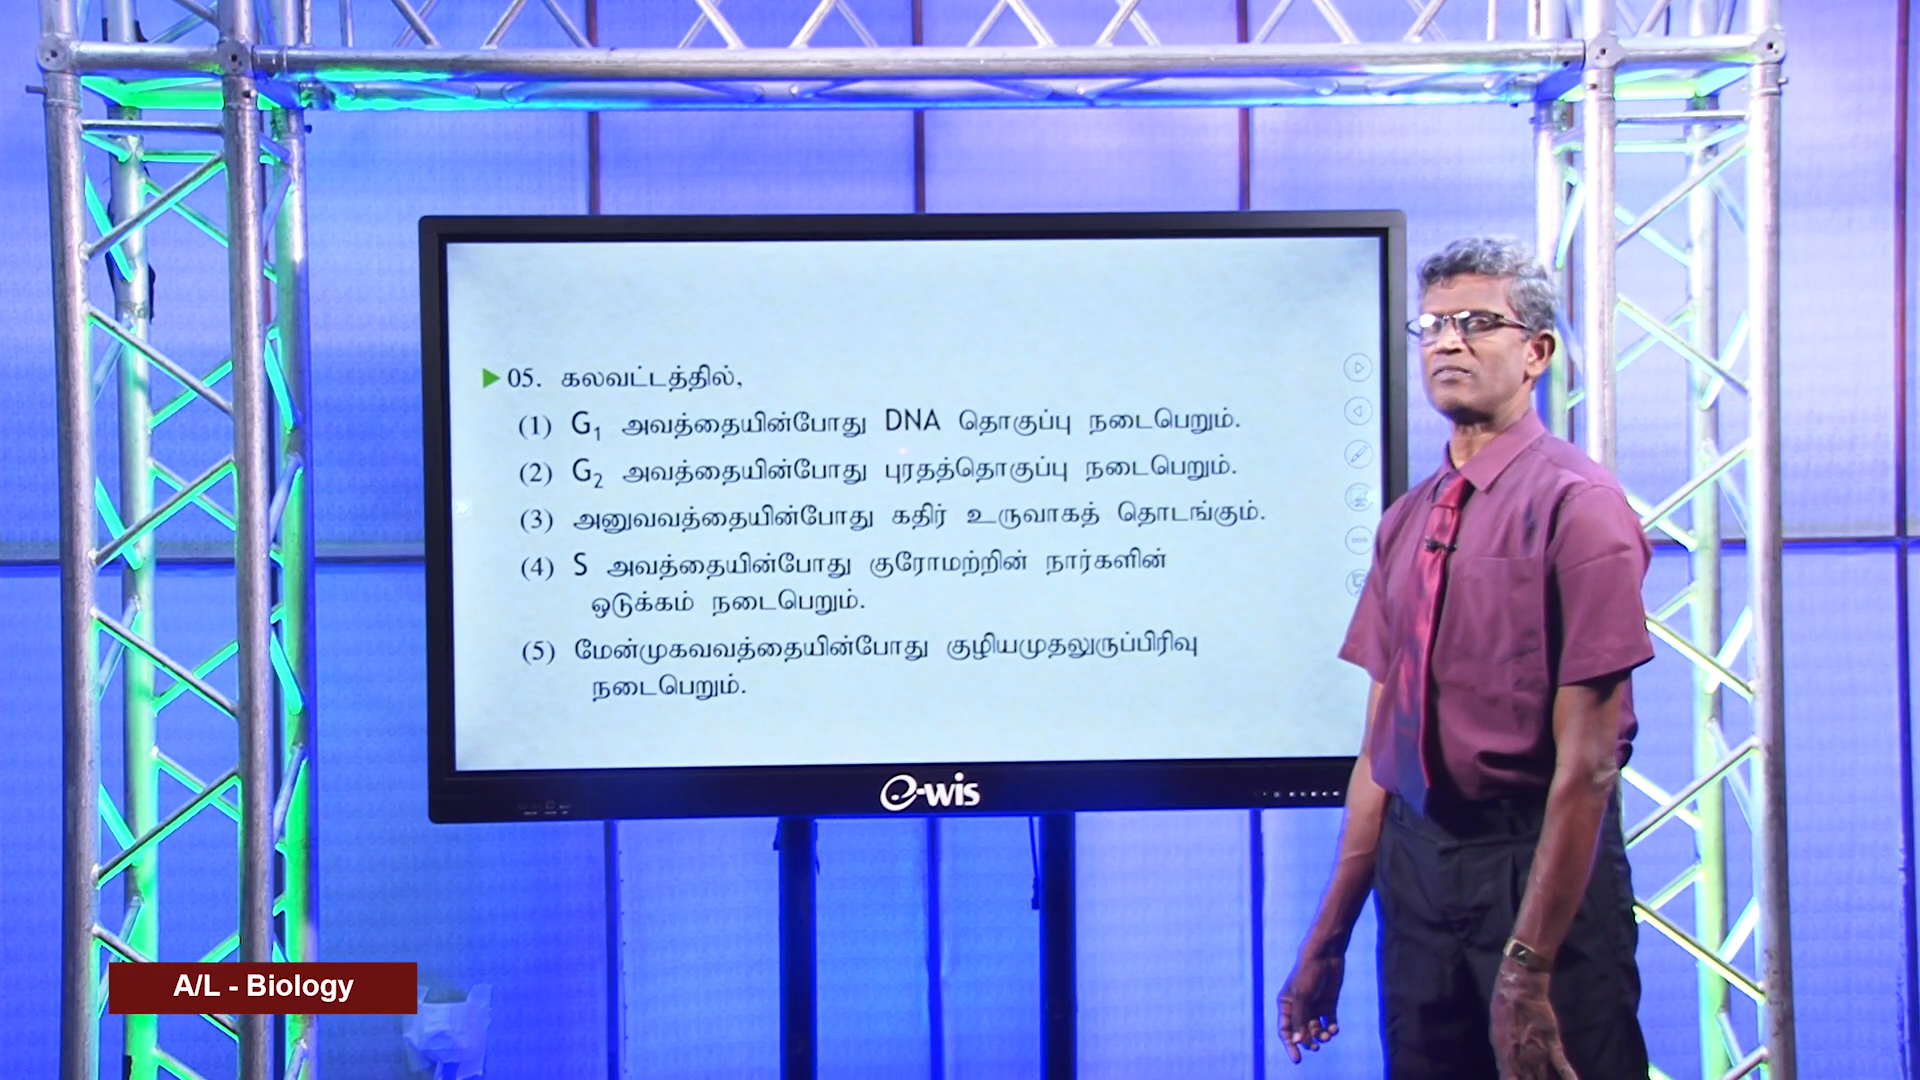 05. கலவட்டத்தில்,
(1) G₁ அவத்தையின்போது DNA தொகுப்பு நடைபெறும்.
(2) G₂ அவத்தையின்போது புரதத்தொகுப்பு நடைபெறும்.
(3) அனுவவத்தையின்போது கதிர் உருவாகத் தொடங்கும்.
(4) S அவத்தையின்போது குரோமற்றின் நார்களின்
ஒடுக்கம் நடைபெறும்.
(5) மேன்முகவவத்தையின்போது குழியமுதலுருப்பிரிவு
நடைபெறும்.
e-wis
A/L - Biology